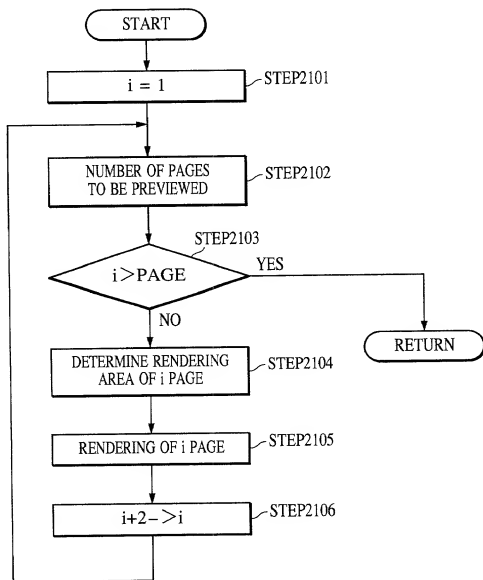 START
i = 1
STEP2101
NUMBER OF PAGES
TO BE PREVIEWED
STEP2102
STEP2103
i>PAGE
YES
NO
RETURN
DETERMINE RENDERING
AREA OF i PAGE
STEP2104
RENDERING OF i PAGE
STEP2105
i+2->i
STEP2106